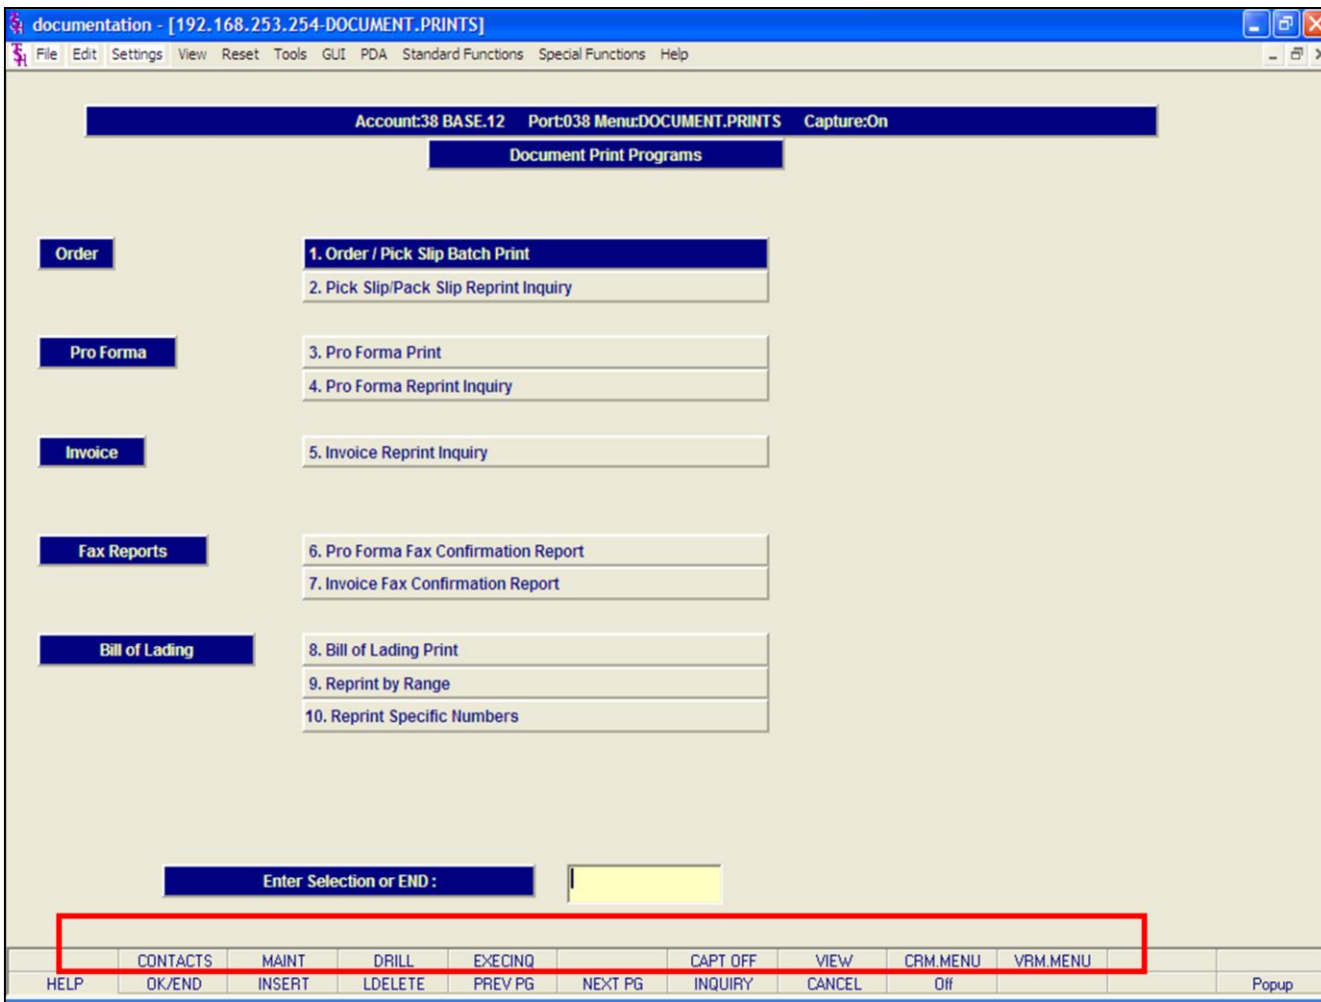 documentation - [192.168.253.254-DOCUMENT.PRINTS]
File Edit Settings View Reset Tools GUI PDA Standard Functions Special Functions Help
Account:38 BASE.12 Port:038 Menu:DOCUMENT.PRINTS Capture:On
Document Print Programs
Order
1. Order / Pick Slip Batch Print
2. Pick Slip/Pack Slip Reprint Inquiry
Pro Forma
3. Pro Forma Print
4. Pro Forma Reprint Inquiry
Invoice
5. Invoice Reprint Inquiry
Fax Reports
6. Pro Forma Fax Confirmation Report
7. Invoice Fax Confirmation Report
Bill of Lading
8. Bill of Lading Print
9. Reprint by Range
10. Reprint Specific Numbers
Enter Selection or END :
CONTACTS MAINT DRILL EXECINQ CAPT OFF VIEW CRM.MENU VRM.MENU
HELP OK/END INSERT LDELETE PREV PG NEXT PG INQUIRY CANCEL Off Popup